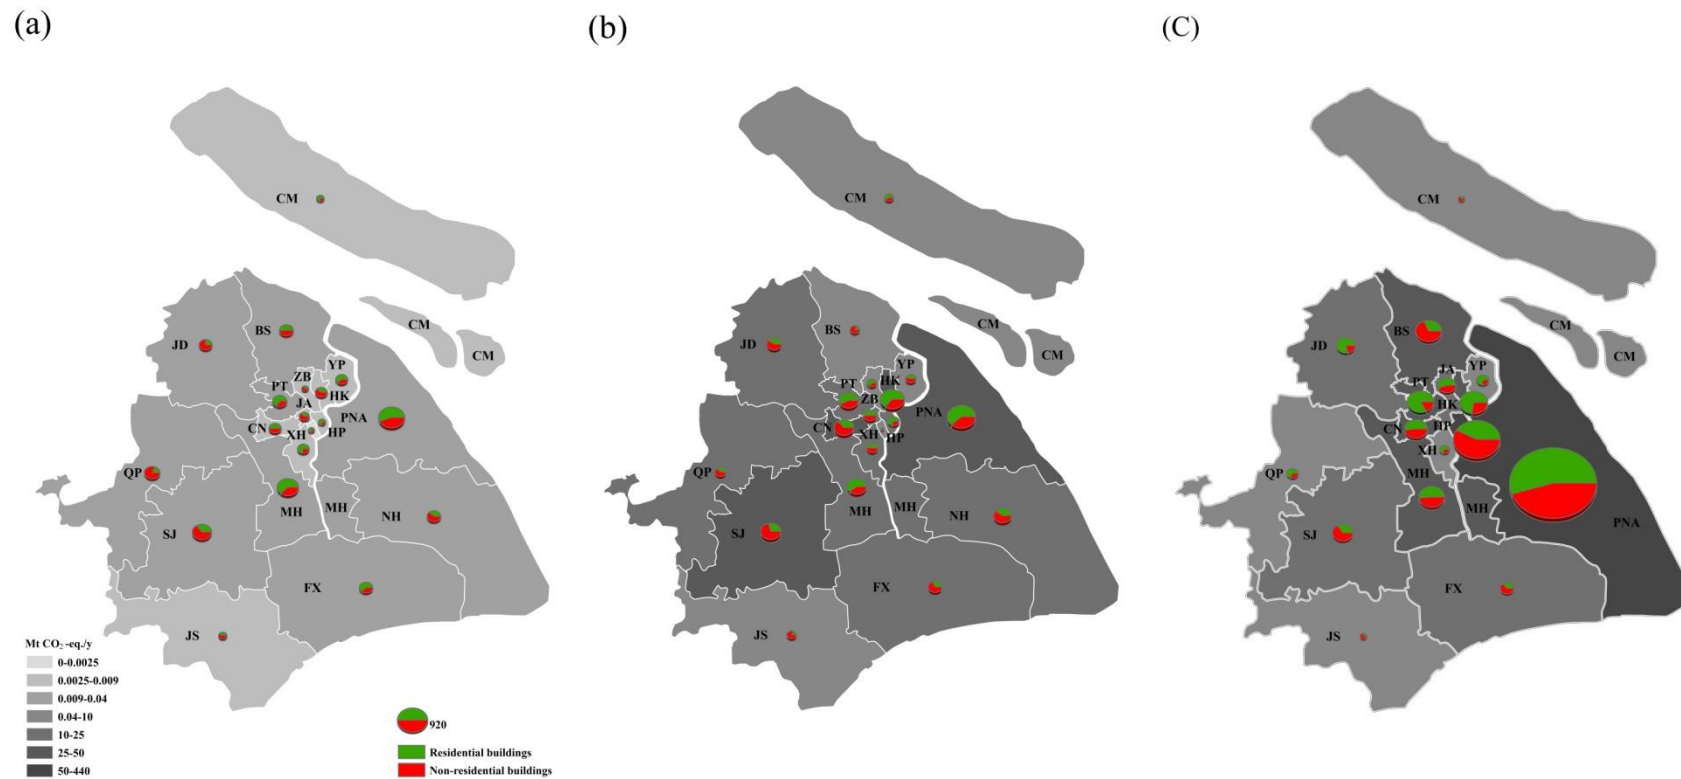 (a)
CM
CM
CM
JD
BS
YP
ZB
PT
HK
JA
PNA
CN
XH
HP
QP
MH
MH
NH
SJ
FX
JS
Mt CO₂ -eq./y
0-0.0025
0.0025-0.009
0.009-0.04
0.04-10
10-25
25-50
50-440
920
Residential buildings
Non-residential buildings
(b)
CM
CM
CM
JD
BS
YP
PT
HK
ZB
PNA
CN
XH
HP
QP
MH
MH
NH
SJ
FX
JS
(C)
CM
CM
CM
JD
BS
JA
YP
PT
HK
CN
HP
XH
QP
MH
MH
PNA
SJ
FX
JS